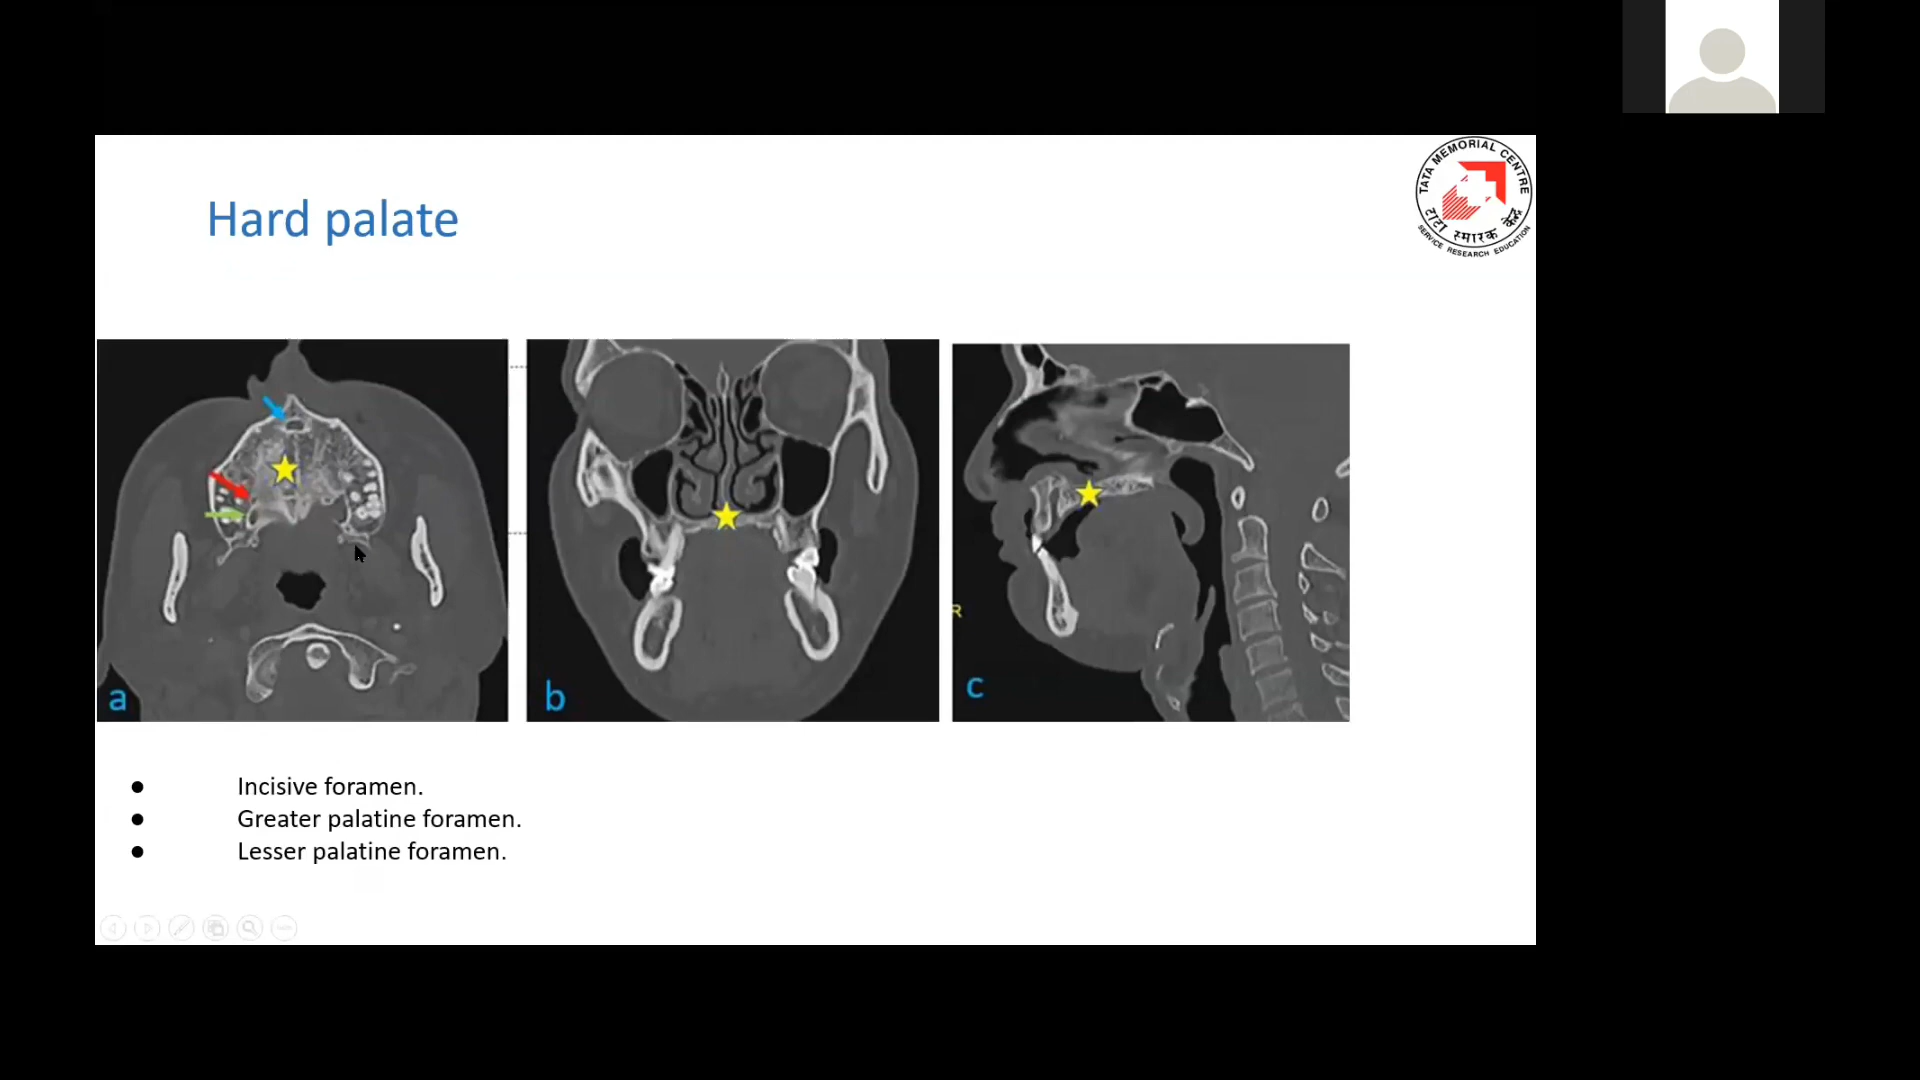 TATA MEMORIAL CENTRE
टाटा स्मारक केंद्र
SERVICE RESEARCH EDUCATION
Hard palate
a
b
R
c
● Incisive foramen.
● Greater palatine foramen.
● Lesser palatine foramen.